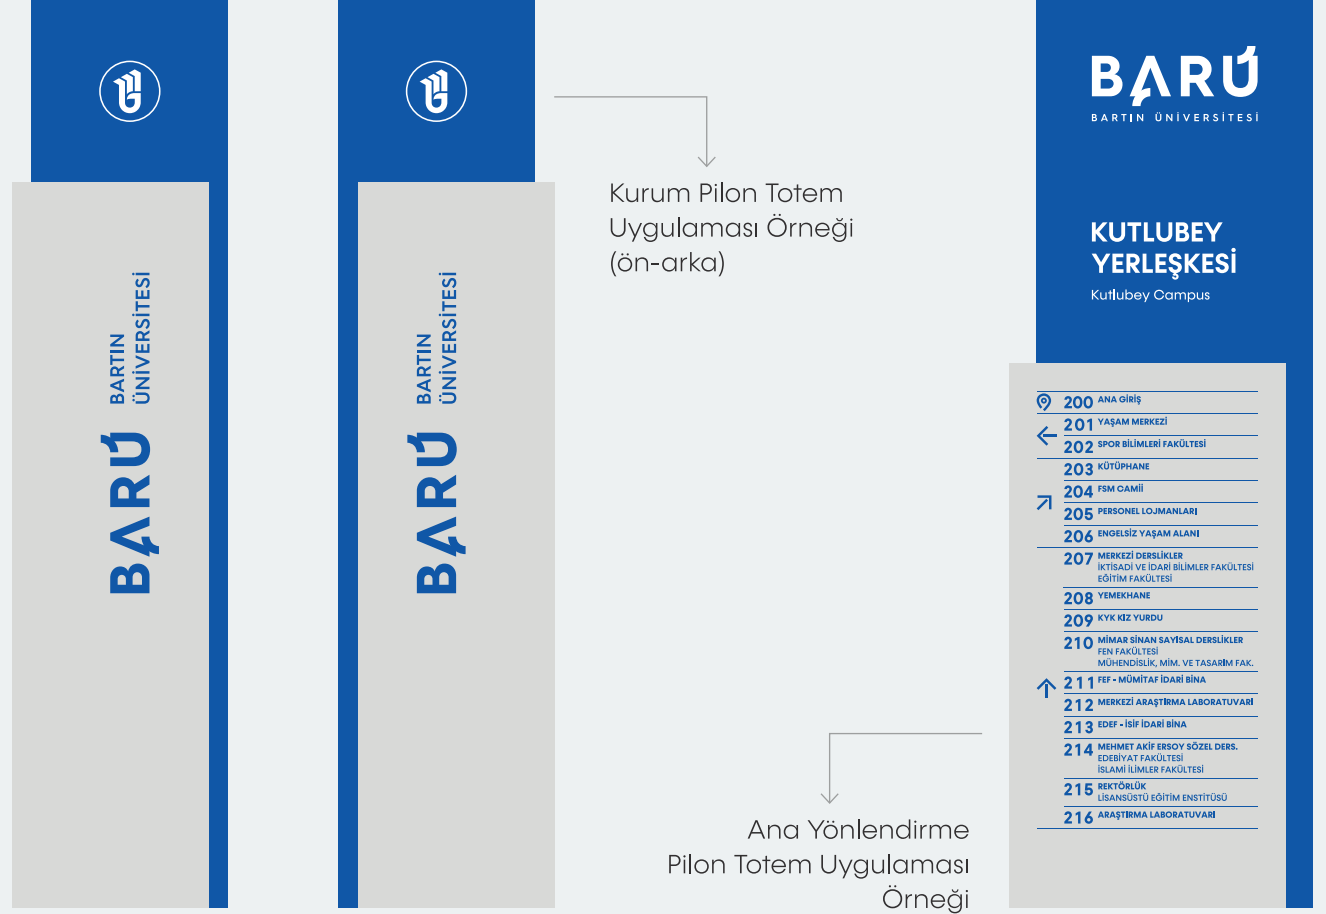 BARTIN
ÜNİVERSİTESİ
BARÜ
BARTIN
ÜNİVERSİTESİ
BARÜ
Kurum Pilon Totem
Uygulaması Örneği
(ön-arka)
Ana Yönlendirme
Pilon Totem Uygulaması
Örneği
BARÜ
BARTIN ÜNİVERSİTESİ
KUTLUBEY
YERLEŞKESİ
Kutlubey Campus
200 ANA GİRİŞ
201 YAŞAM MERKEZİ
202 SPOR BİLİMLERİ FAKÜLTESİ
203 KÜTÜPHANE
204 FSM CAMİİ
205 PERSONEL LOJMANLARI
206 ENGELSİZ YAŞAM ALANI
207 MERKEZİ DERSLİKLER
İKTİSADİ VE İDARİ BİLİMLER FAKÜLTESİ
EĞİTİM FAKÜLTESİ
208 YEMEKHANE
209 KYK KIZ YURDU
210 MİMAR SİNAN SAYISAL DERSLİKLER
FEN FAKÜLTESİ
MÜHENDİSLİK, MİM. VE TASARIM FAK.
211 FEF - MÜMİTAF İDARİ BİNA
212 MERKEZİ ARAŞTIRMA LABORATUVARI
213 EDEF - İSİF İDARİ BİNA
214 MEHMET AKİF ERSOY SÖZEL DERS.
EDEBİYAT FAKÜLTESİ
İSLAMİ İLİMLER FAKÜLTESİ
215 REKTÖRLÜK
LİSANSÜSTÜ EĞİTİM ENSTİTÜSÜ
216 ARAŞTIRMA LABORATUVARI